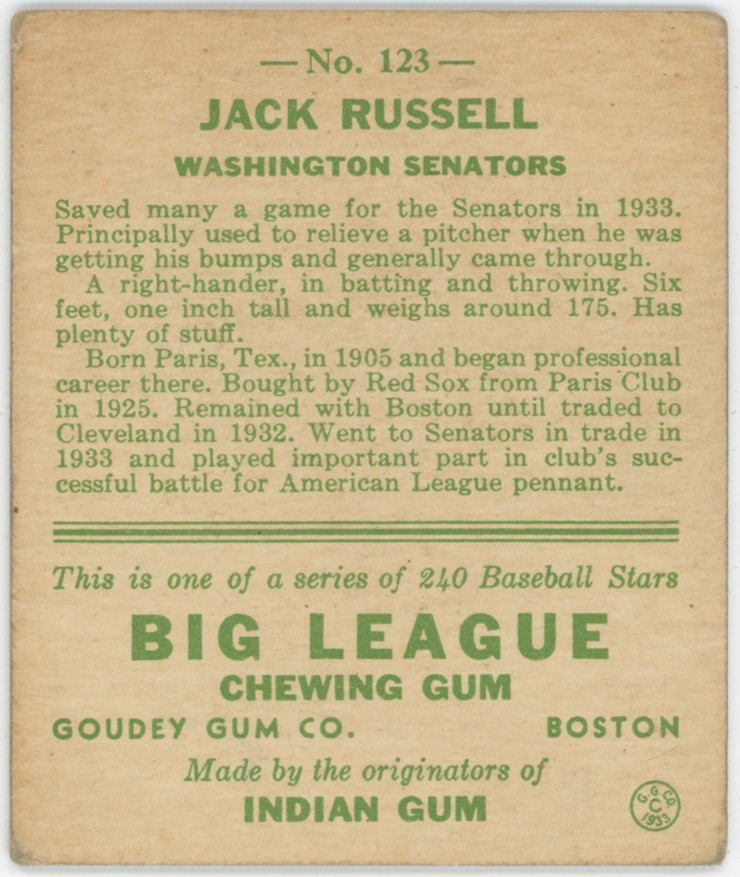 — No. 123 —
JACK RUSSELL
WASHINGTON SENATORS
Saved many a game for the Senators in 1933.
Principally used to relieve a pitcher when he was
getting his bumps and generally came through.
A right-hander, in batting and throwing. Six
feet, one inch tall and weighs around 175. Has
plenty of stuff.
Born Paris, Tex., in 1905 and began professional
career there. Bought by Red Sox from Paris Club
in 1925. Remained with Boston until traded to
Cleveland in 1932. Went to Senators in trade in
1933 and played important part in club's suc-
cessful battle for American League pennant.
This is one of a series of 240 Baseball Stars
BIG LEAGUE
CHEWING GUM
GOUDEY GUM CO. BOSTON
Made by the originators of
INDIAN GUM
G.G.CO.
C
1933